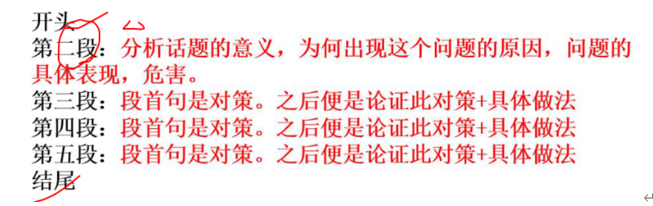 开头
第二段：分析话题的意义，为何出现这个问题的原因，问题的
具体表现，危害。
第三段：段首句是对策。之后便是论证此对策+具体做法
第四段：段首句是对策。之后便是论证此对策+具体做法
第五段：段首句是对策。之后便是论证此对策+具体做法
结尾